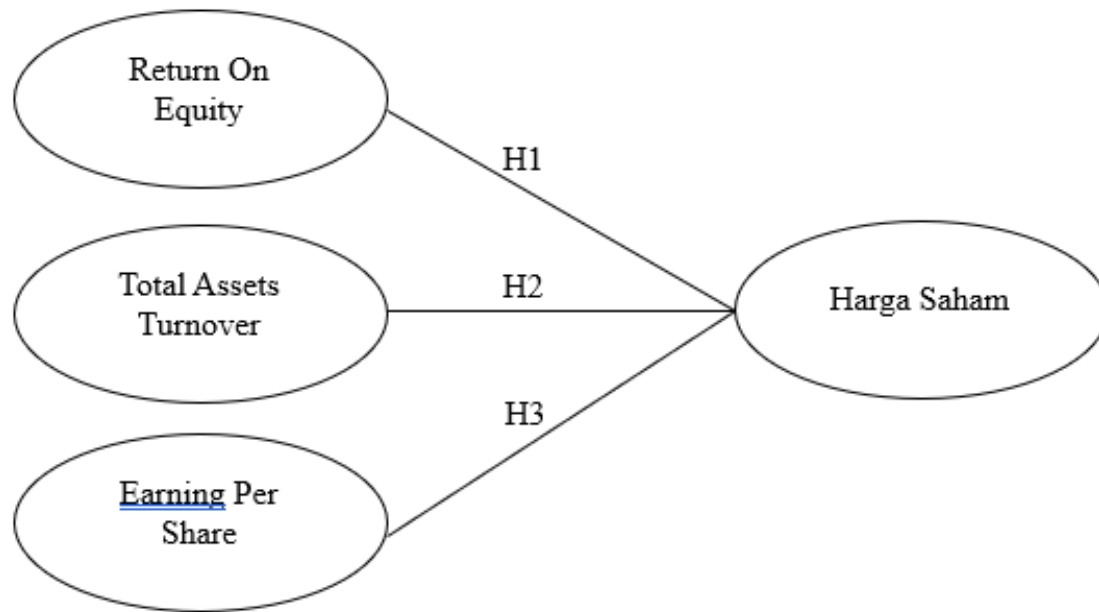 Return On
Equity
H1
Total Assets
Turnover
H2
Harga Saham
H3
Earning Per
Share